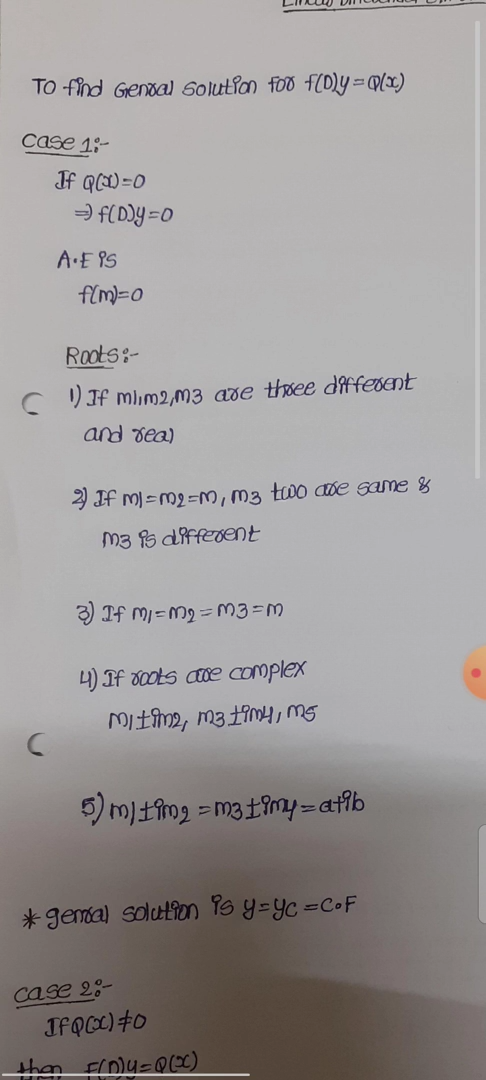 To find Genral solution for f(D)y=Q(x)
Case 1:-
If Q(x)=0
⇒ f(D)y=0
A.E is
f(m)=0
Roots:-
1) If m1,m2,m3 are three different
and real
2) If m1=m2=m, m3 two are same &
m3 is different
3) If m1=m2=m3=m
4) If roots are complex
m1±im2, m3±im4, m5
5) m1±im2=m3±im4=a+ib
* genral solution is y=yc=C.F
Case 2:-
If Q(x)≠0
then F(D)y=Q(x)